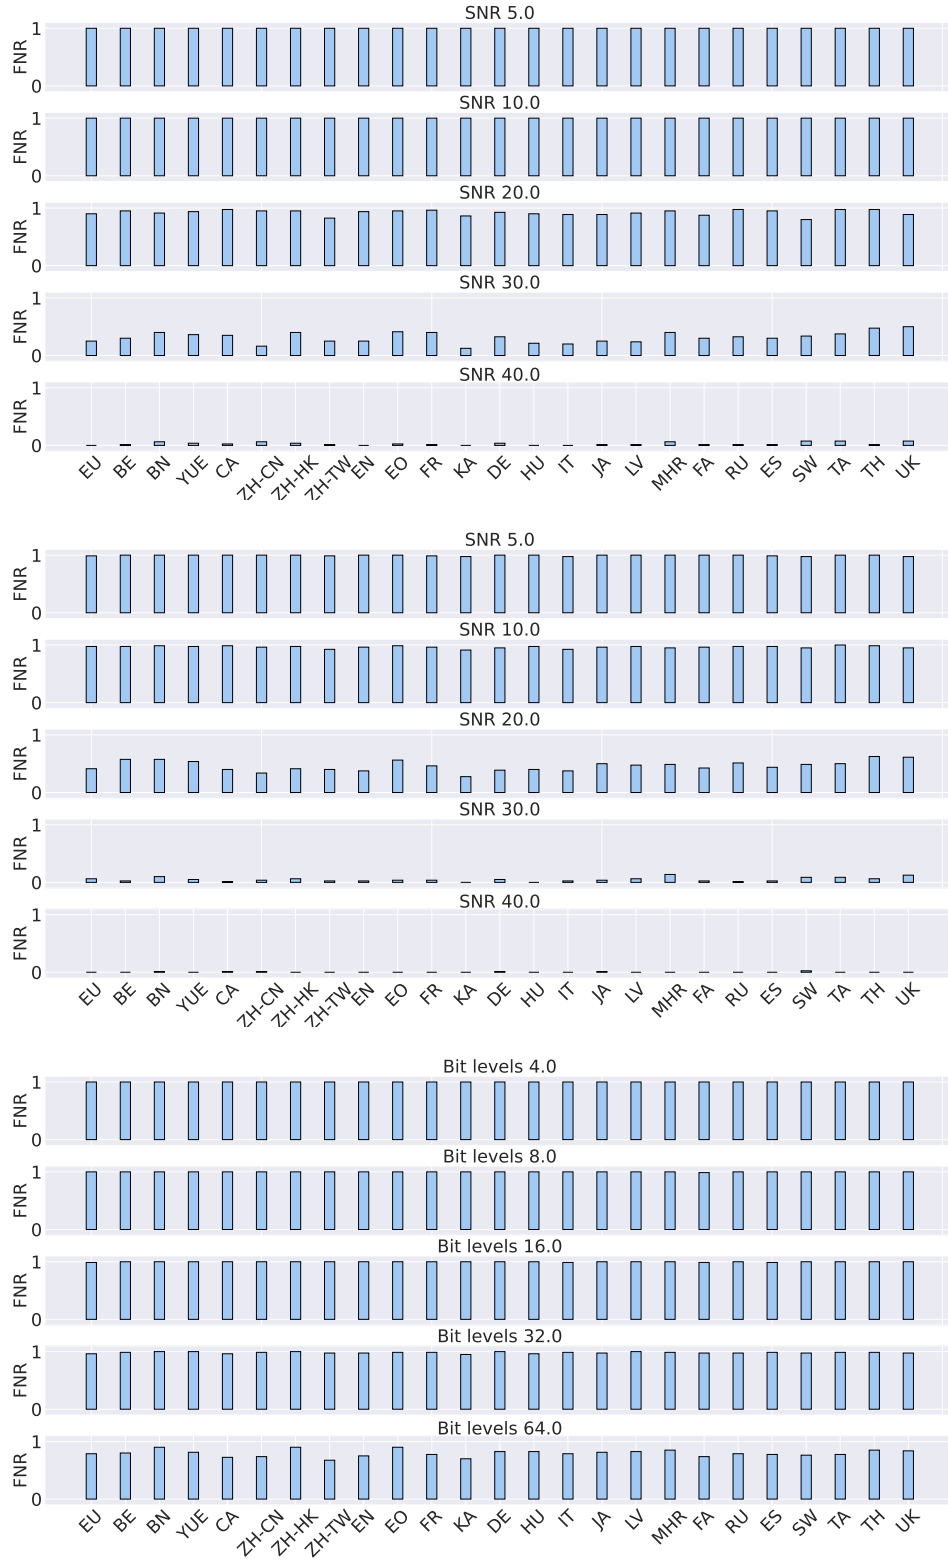 SNR 5.0
1
FNR
0
SNR 10.0
1
FNR
0
SNR 20.0
1
FNR
0
SNR 30.0
1
FNR
0
SNR 40.0
1
FNR
0
EU BE BN YUE CA ZH-CN ZH-HK ZH-TW EN EO FR KA DE HU IT JA LV MHR FA RU ES SW TA TH UK
SNR 5.0
1
FNR
0
SNR 10.0
1
FNR
0
SNR 20.0
1
FNR
0
SNR 30.0
1
FNR
0
SNR 40.0
1
FNR
0
EU BE BN YUE CA ZH-CN ZH-HK ZH-TW EN EO FR KA DE HU IT JA LV MHR FA RU ES SW TA TH UK
Bit levels 4.0
1
FNR
0
Bit levels 8.0
1
FNR
0
Bit levels 16.0
1
FNR
0
Bit levels 32.0
1
FNR
0
Bit levels 64.0
1
FNR
0
EU BE BN YUE CA ZH-CN ZH-HK ZH-TW EN EO FR KA DE HU IT JA LV MHR FA RU ES SW TA TH UK